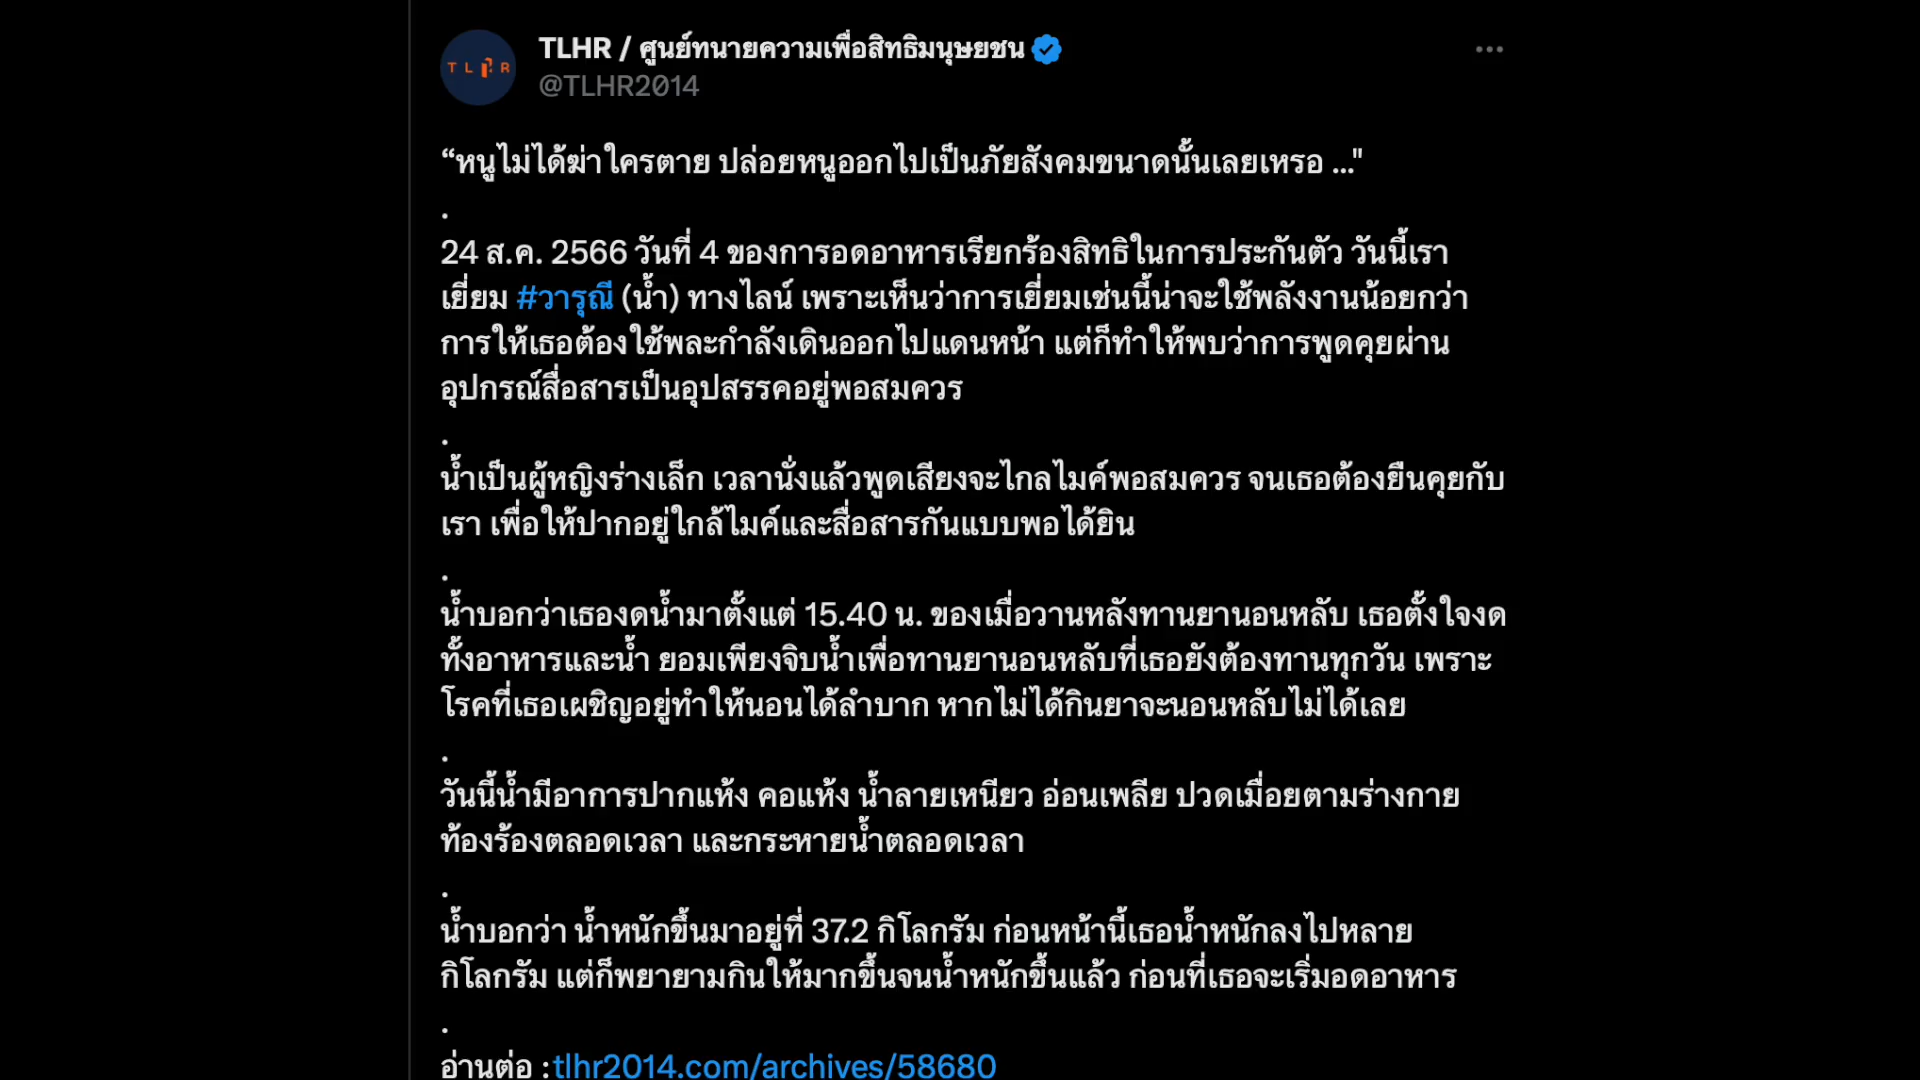 TLHR
TLHR / ศูนย์ทนายความเพื่อสิทธิมนุษยชน
@TLHR2014
“หนูไม่ได้ฆ่าใครตาย ปล่อยหนูออกไปเป็นภัยสังคมขนาดนั้นเลยเหรอ ..."
.
24 ส.ค. 2566 วันที่ 4 ของการอดอาหารเรียกร้องสิทธิในการประกันตัว วันนี้เรา
เยี่ยม #วารุณี (น้ำ) ทางไลน์ เพราะเห็นว่าการเยี่ยมเช่นนี้น่าจะใช้พลังงานน้อยกว่า
การให้เธอต้องใช้พละกำลังเดินออกไปแดนหน้า แต่ก็ทำให้พบว่าการพูดคุยผ่าน
อุปกรณ์สื่อสารเป็นอุปสรรคอยู่พอสมควร
.
น้ำเป็นผู้หญิงร่างเล็ก เวลานั่งแล้วพูดเสียงจะไกลไมค์พอสมควร จนเธอต้องยืนคุยกับ
เรา เพื่อให้ปากอยู่ใกล้ไมค์และสื่อสารกันแบบพอได้ยิน
.
น้ำบอกว่าเธองดน้ำมาตั้งแต่ 15.40 น. ของเมื่อวานหลังทานยานอนหลับ เธอตั้งใจงด
ทั้งอาหารและน้ำ ยอมเพียงจิบน้ำเพื่อทานยานอนหลับที่เธอยังต้องทานทุกวัน เพราะ
โรคที่เธอเผชิญอยู่ทำให้นอนได้ลำบาก หากไม่ได้กินยาจะนอนหลับไม่ได้เลย
.
วันนี้น้ำมีอาการปากแห้ง คอแห้ง น้ำลายเหนียว อ่อนเพลีย ปวดเมื่อยตามร่างกาย
ท้องร้องตลอดเวลา และกระหายน้ำตลอดเวลา
.
น้ำบอกว่า น้ำหนักขึ้นมาอยู่ที่ 37.2 กิโลกรัม ก่อนหน้านี้เธอน้ำหนักลงไปหลาย
กิโลกรัม แต่ก็พยายามกินให้มากขึ้นจนน้ำหนักขึ้นแล้ว ก่อนที่เธอจะเริ่มอดอาหาร
.
อ่านต่อ : tlhr2014.com/archives/58680